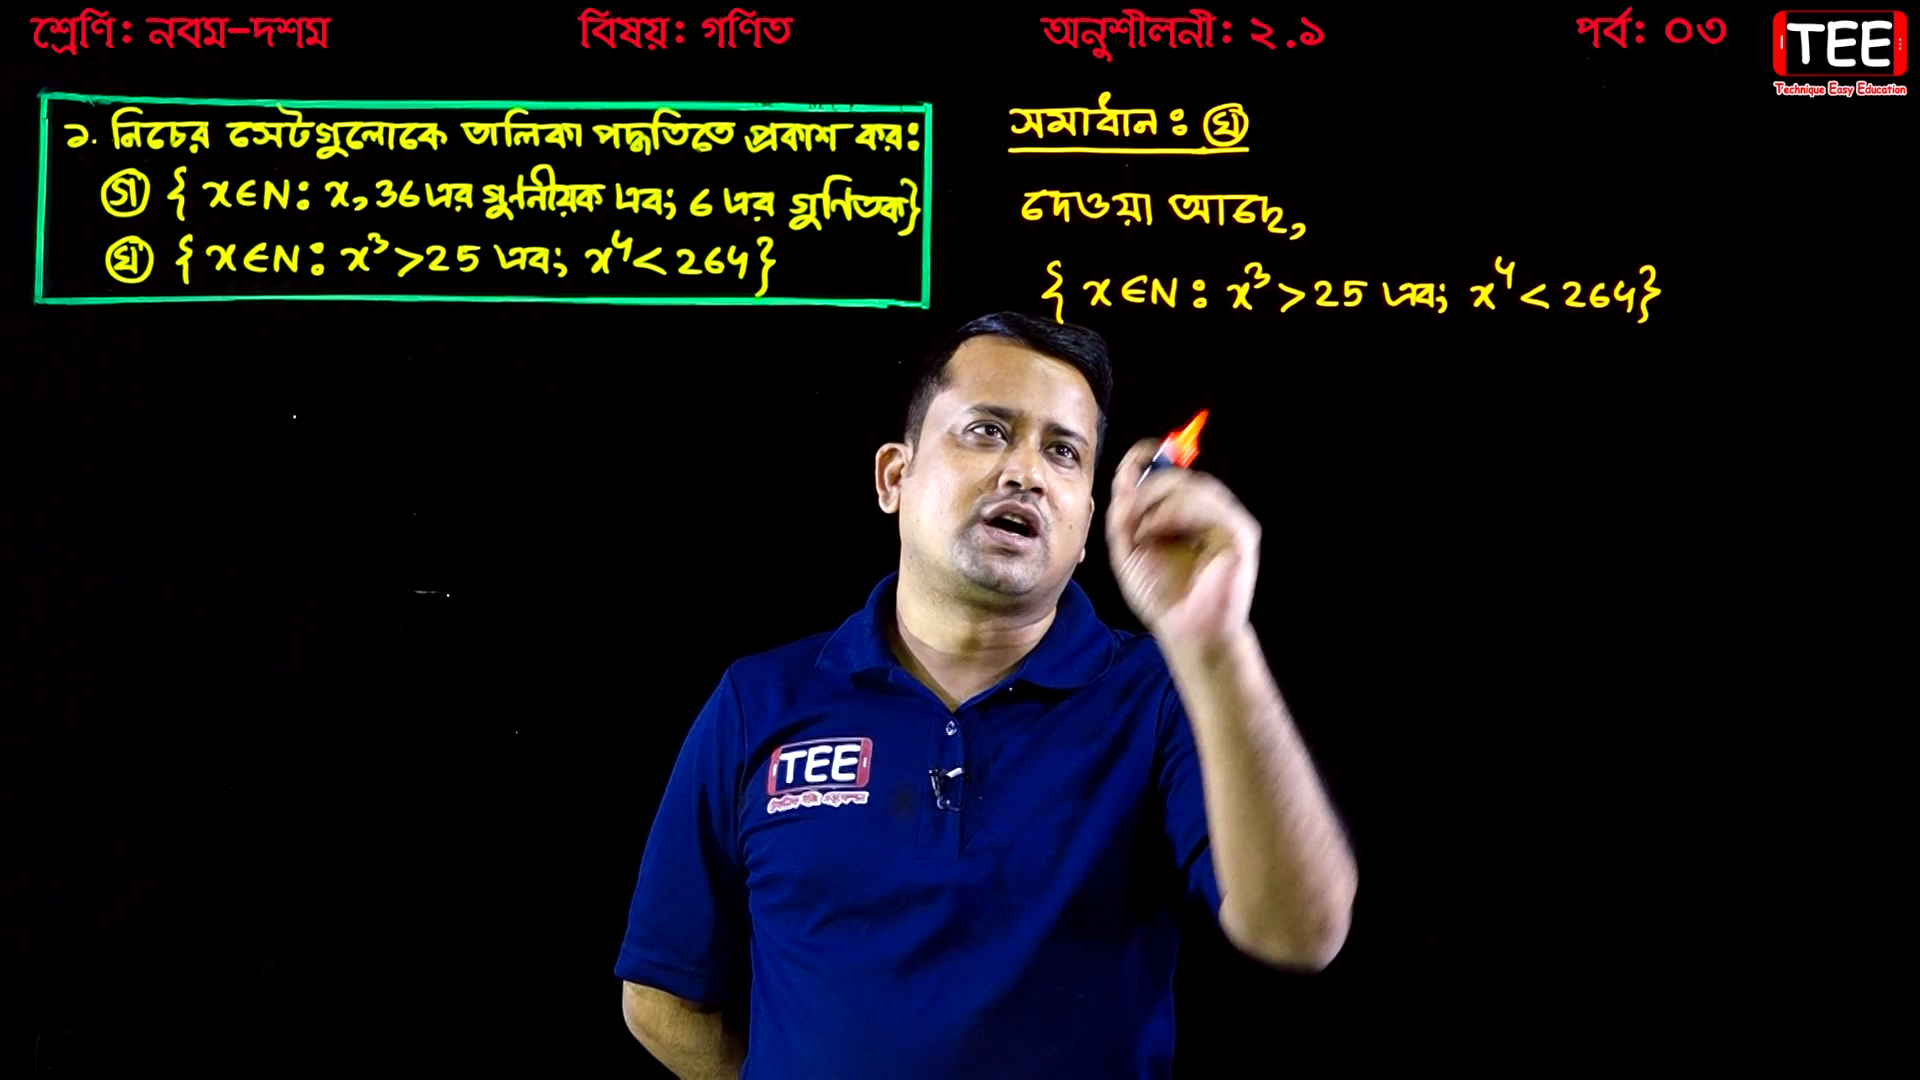 শ্রেণি: নবম-দশম বিষয়: গণিত অনুশীলনী: ২.১ পর্ব: ০৩
TEE
Technique Easy Education
১. নিচের সেটগুলোকে তালিকা পদ্ধতিতে প্রকাশ কর:
গ { x∈N: x, 36 এর গুণনীয়ক এবং 6 এর গুণিতক}
ঘ { x∈N: x³>25 এবং x⁴<264}
সমাধান: ঘ
দেওয়া আছে,
{ x∈N: x³>25 এবং x⁴<264}
TEE